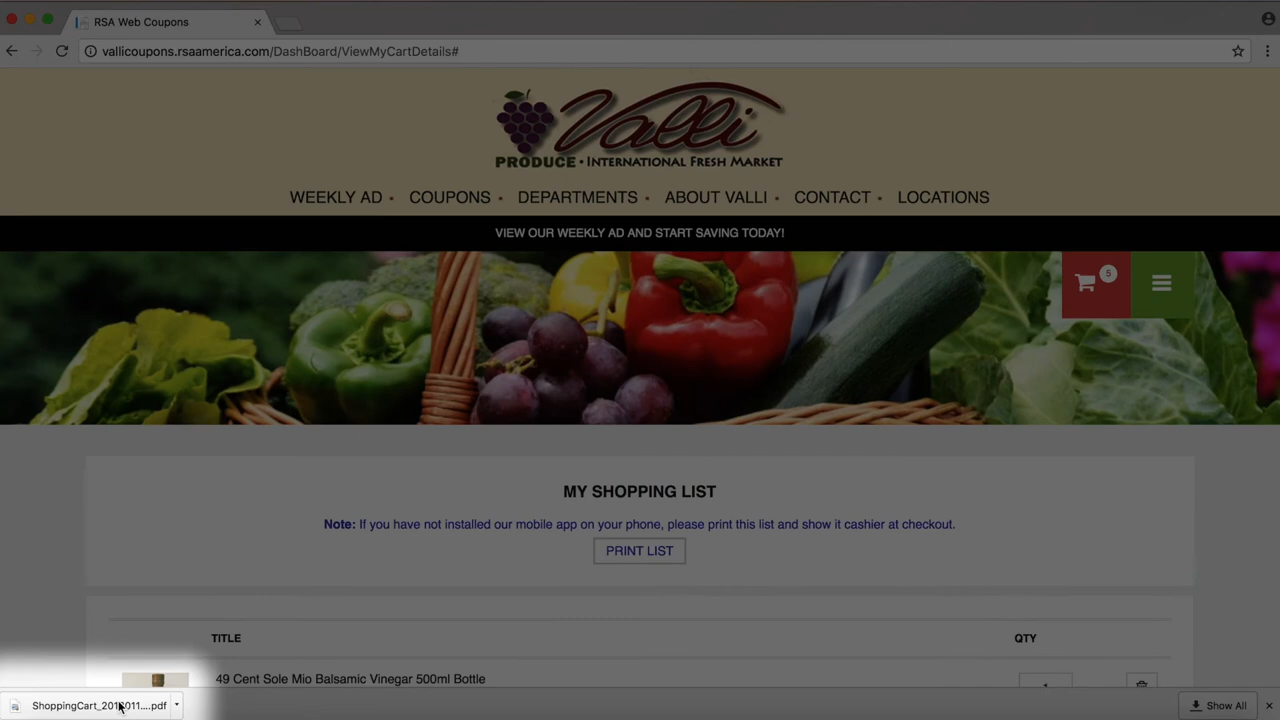 RSA Web Coupons
vallicoupons.rsaamerica.com/DashBoard/ViewMyCartDetails#
Valli
PRODUCE • INTERNATIONAL FRESH MARKET
WEEKLY AD • COUPONS • DEPARTMENTS • ABOUT VALLI • CONTACT • LOCATIONS
VIEW OUR WEEKLY AD AND START SAVING TODAY!
5
MY SHOPPING LIST
Note: If you have not installed our mobile app on your phone, please print this list and show it cashier at checkout.
PRINT LIST
TITLE QTY
49 Cent Sole Mio Balsamic Vinegar 500ml Bottle
Show All